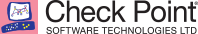 Check Point
SOFTWARE TECHNOLOGIES LTD